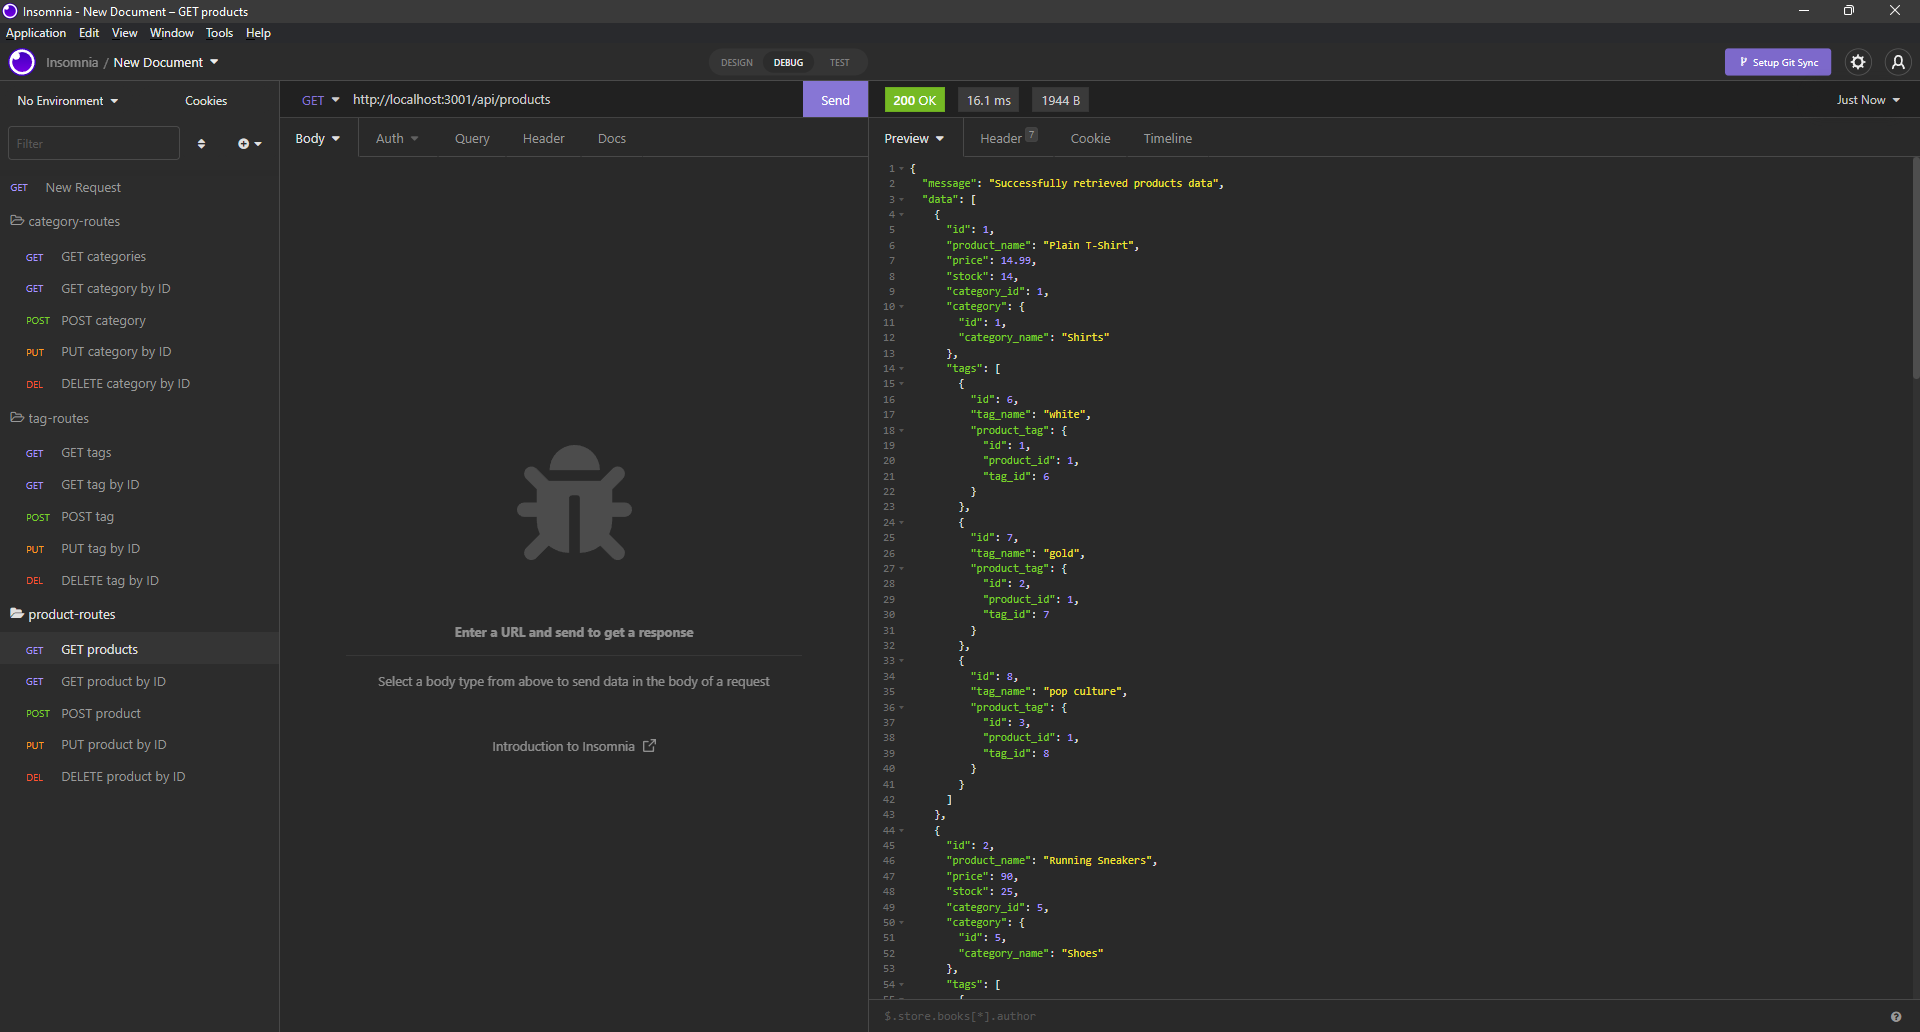 Insomnia - New Document – GET products
Application Edit View Window Tools Help
Insomnia / New Document
DESIGN DEBUG TEST
Setup Git Sync
No Environment Cookies
Filter
GET New Request
category-routes
GET GET categories
GET GET category by ID
POST POST category
PUT PUT category by ID
DEL DELETE category by ID
tag-routes
GET GET tags
GET GET tag by ID
POST POST tag
PUT PUT tag by ID
DEL DELETE tag by ID
product-routes
GET GET products
GET GET product by ID
POST POST product
PUT PUT product by ID
DEL DELETE product by ID
GET http://localhost:3001/api/products Send
Body Auth Query Header Docs
Enter a URL and send to get a response
Select a body type from above to send data in the body of a request
Introduction to Insomnia
200 OK 16.1 ms 1944 B Just Now
Preview Header 7 Cookie Timeline
1 {
2 "message": "Successfully retrieved products data",
3 "data": [
4 {
5 "id": 1,
6 "product_name": "Plain T-Shirt",
7 "price": 14.99,
8 "stock": 14,
9 "category_id": 1,
10 "category": {
11 "id": 1,
12 "category_name": "Shirts"
13 },
14 "tags": [
15 {
16 "id": 6,
17 "tag_name": "white",
18 "product_tag": {
19 "id": 1,
20 "product_id": 1,
21 "tag_id": 6
22 }
23 },
24 {
25 "id": 7,
26 "tag_name": "gold",
27 "product_tag": {
28 "id": 2,
29 "product_id": 1,
30 "tag_id": 7
31 }
32 },
33 {
34 "id": 8,
35 "tag_name": "pop culture",
36 "product_tag": {
37 "id": 3,
38 "product_id": 1,
39 "tag_id": 8
40 }
41 }
42 ]
43 },
44 {
45 "id": 2,
46 "product_name": "Running Sneakers",
47 "price": 90,
48 "stock": 25,
49 "category_id": 5,
50 "category": {
51 "id": 5,
52 "category_name": "Shoes"
53 },
54 "tags": [
55 {
$.store.books[*].author